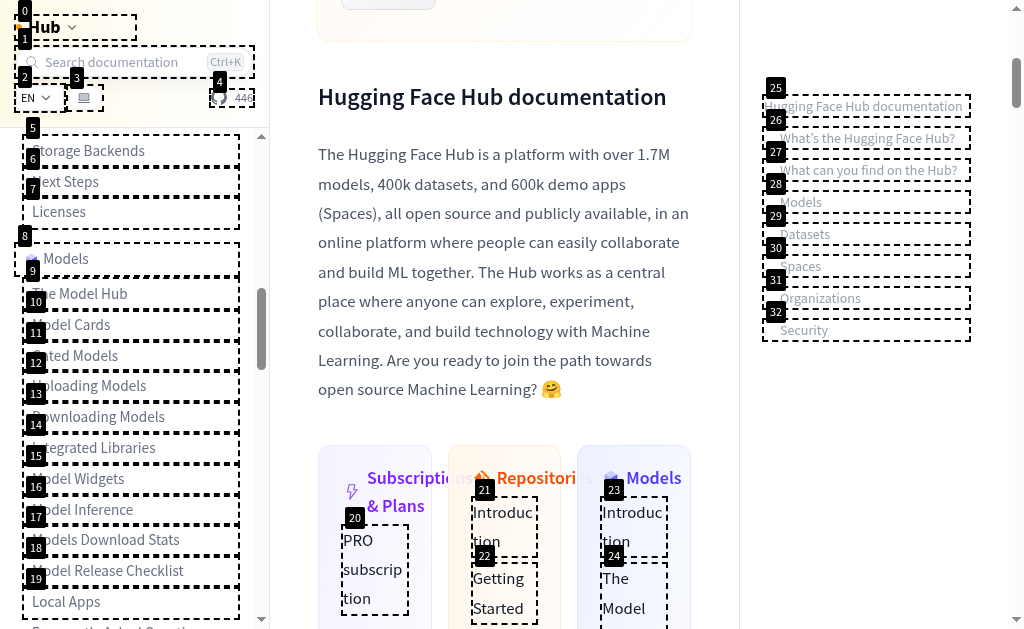 Hub
Search documentation Ctrl+K
EN
446
Storage Backends
Next Steps
Licenses
Models
The Model Hub
Model Cards
Gated Models
Uploading Models
Downloading Models
Integrated Libraries
Model Widgets
Model Inference
Models Download Stats
Model Release Checklist
Local Apps
Hugging Face Hub documentation
The Hugging Face Hub is a platform with over 1.7M
models, 400k datasets, and 600k demo apps
(Spaces), all open source and publicly available, in an
online platform where people can easily collaborate
and build ML together. The Hub works as a central
place where anyone can explore, experiment,
collaborate, and build technology with Machine
Learning. Are you ready to join the path towards
open source Machine Learning? 🤗
Subscriptions
& Plans
PRO
subscrip
tion
Repositories
Introduc
tion
Getting
Started
Models
Introduc
tion
The
Model
Hugging Face Hub documentation
What's the Hugging Face Hub?
What can you find on the Hub?
Models
Datasets
Spaces
Organizations
Security
0
1
2
3
4
5
6
7
8
9
10
11
12
13
14
15
16
17
18
19
20
21
22
23
24
25
26
27
28
29
30
31
32